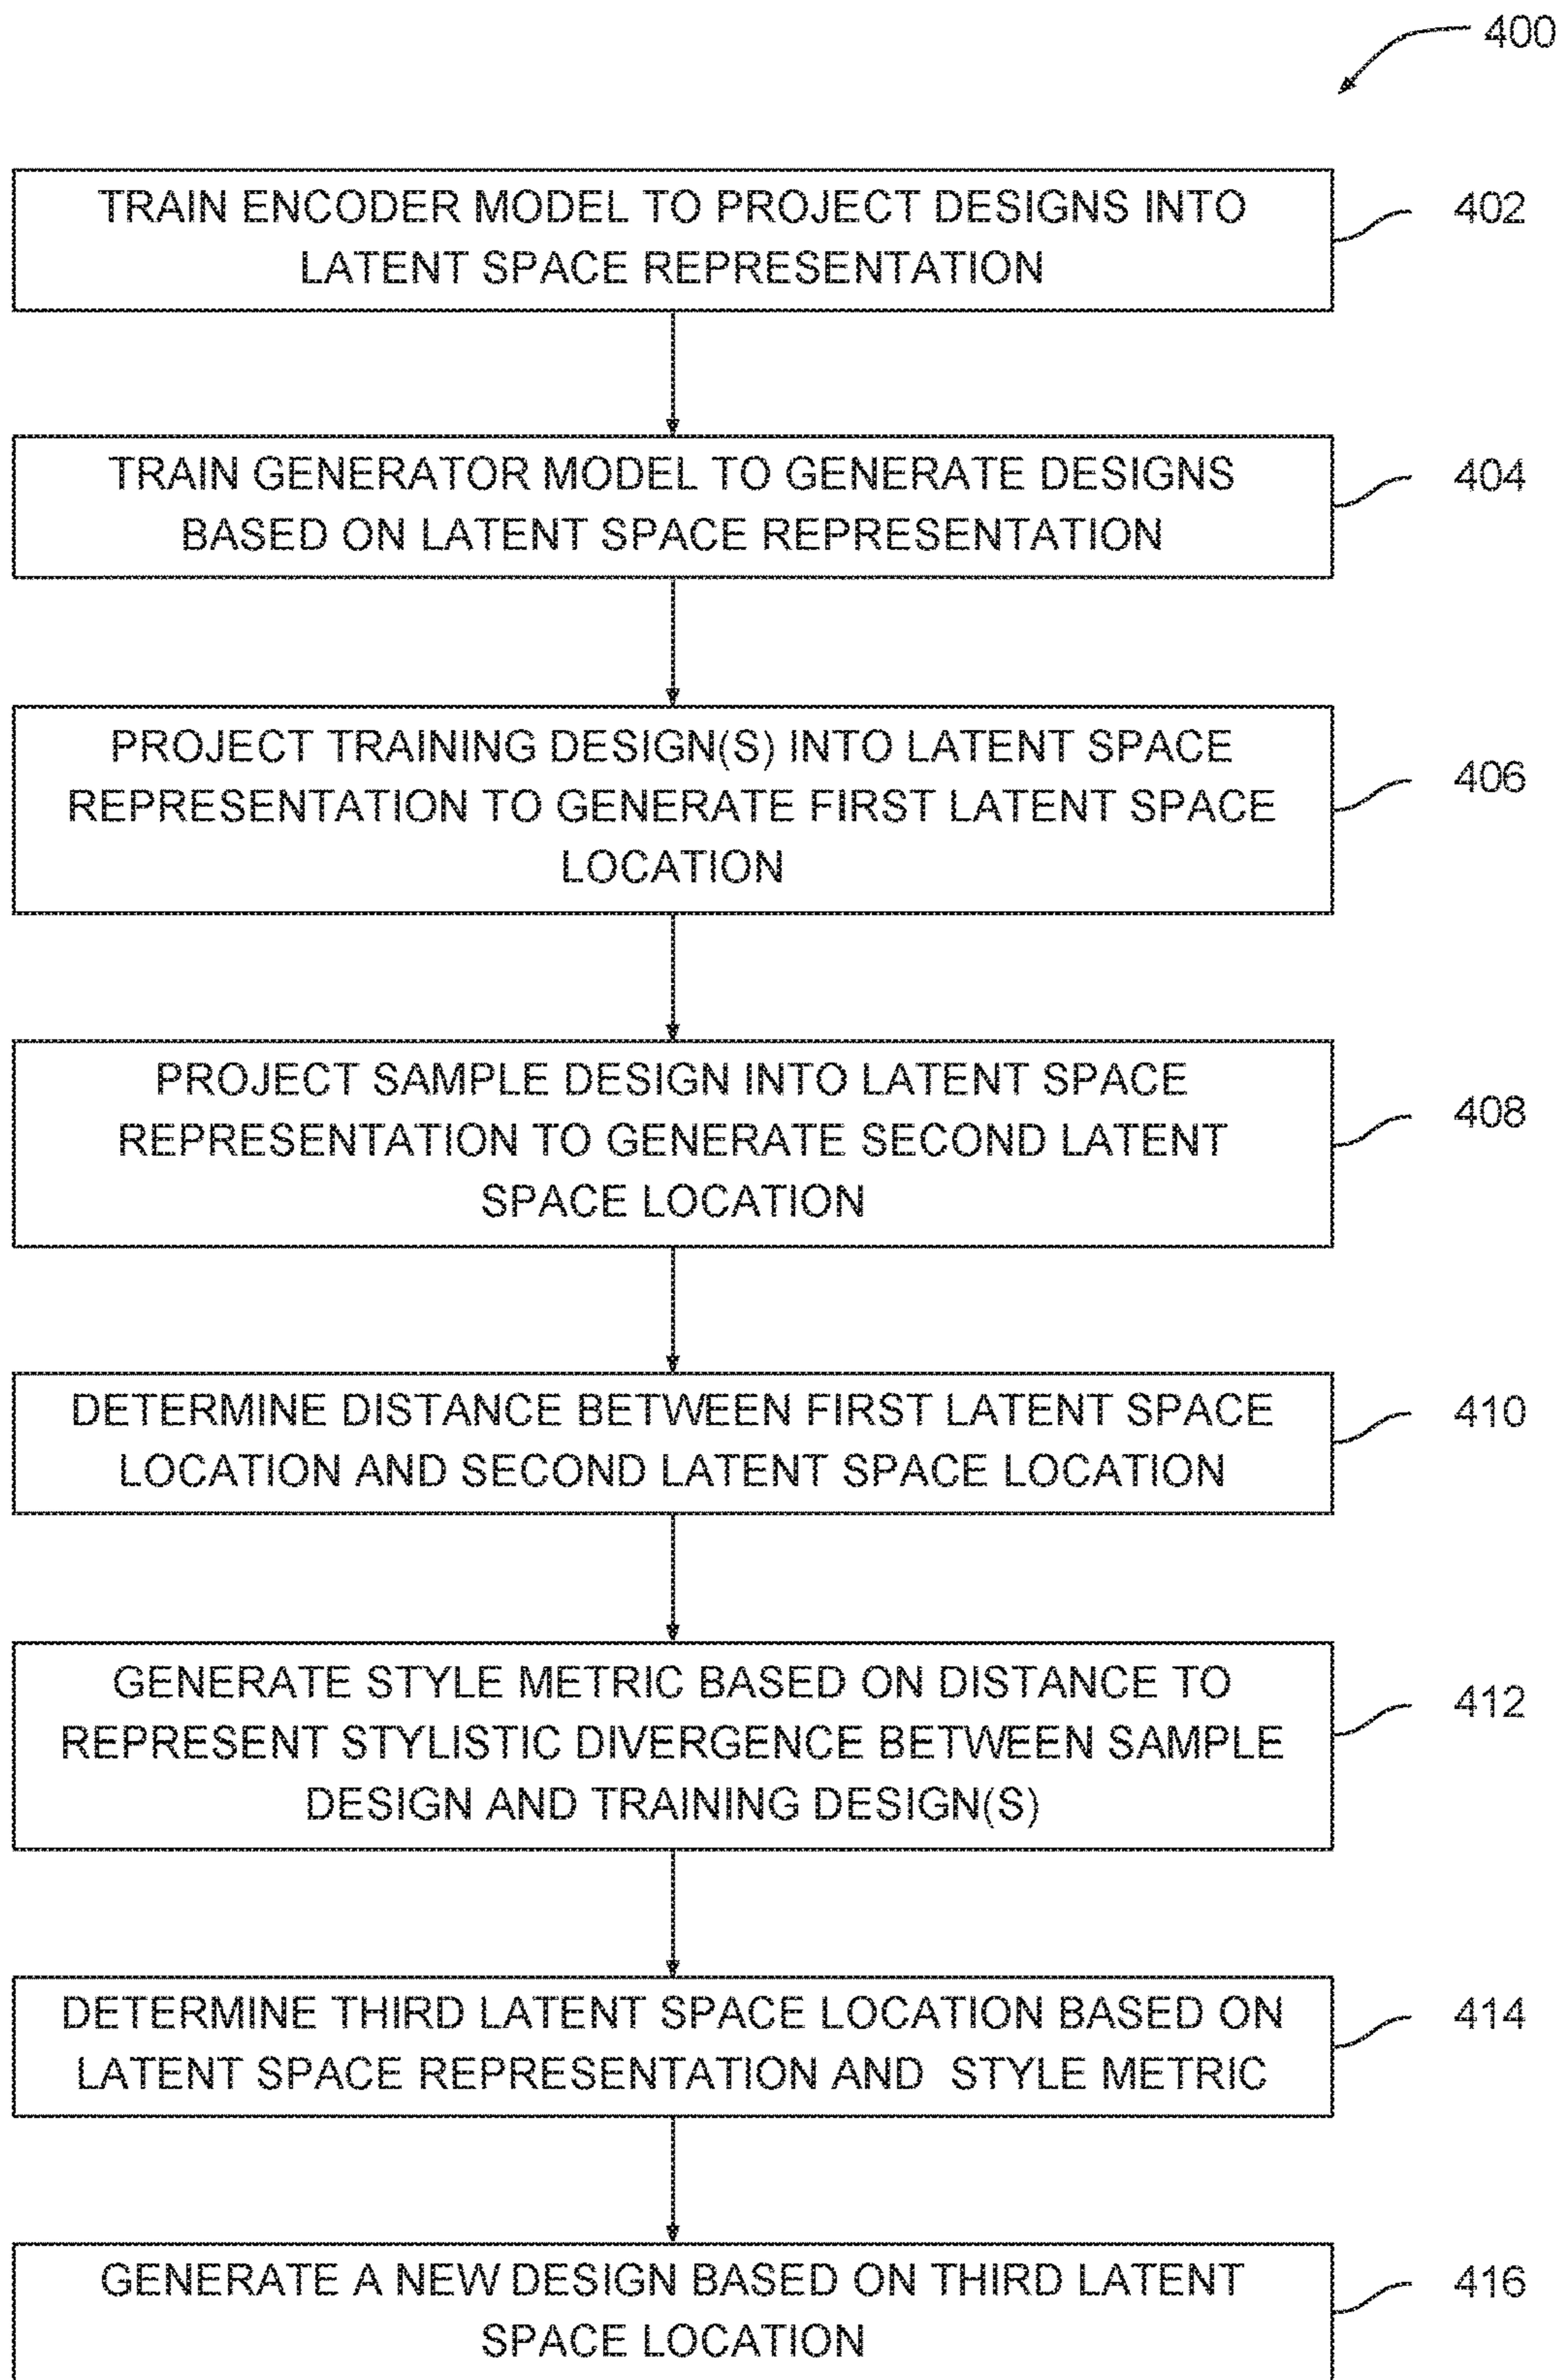 400
TRAIN ENCODER MODEL TO PROJECT DESIGNS INTO
LATENT SPACE REPRESENTATION
402
TRAIN GENERATOR MODEL TO GENERATE DESIGNS
BASED ON LATENT SPACE REPRESENTATION
404
PROJECT TRAINING DESIGN(S) INTO LATENT SPACE
REPRESENTATION TO GENERATE FIRST LATENT SPACE
LOCATION
406
PROJECT SAMPLE DESIGN INTO LATENT SPACE
REPRESENTATION TO GENERATE SECOND LATENT
SPACE LOCATION
408
DETERMINE DISTANCE BETWEEN FIRST LATENT SPACE
LOCATION AND SECOND LATENT SPACE LOCATION
410
GENERATE STYLE METRIC BASED ON DISTANCE TO
REPRESENT STYLISTIC DIVERGENCE BETWEEN SAMPLE
DESIGN AND TRAINING DESIGN(S)
412
DETERMINE THIRD LATENT SPACE LOCATION BASED ON
LATENT SPACE REPRESENTATION AND STYLE METRIC
414
GENERATE A NEW DESIGN BASED ON THIRD LATENT
SPACE LOCATION
416